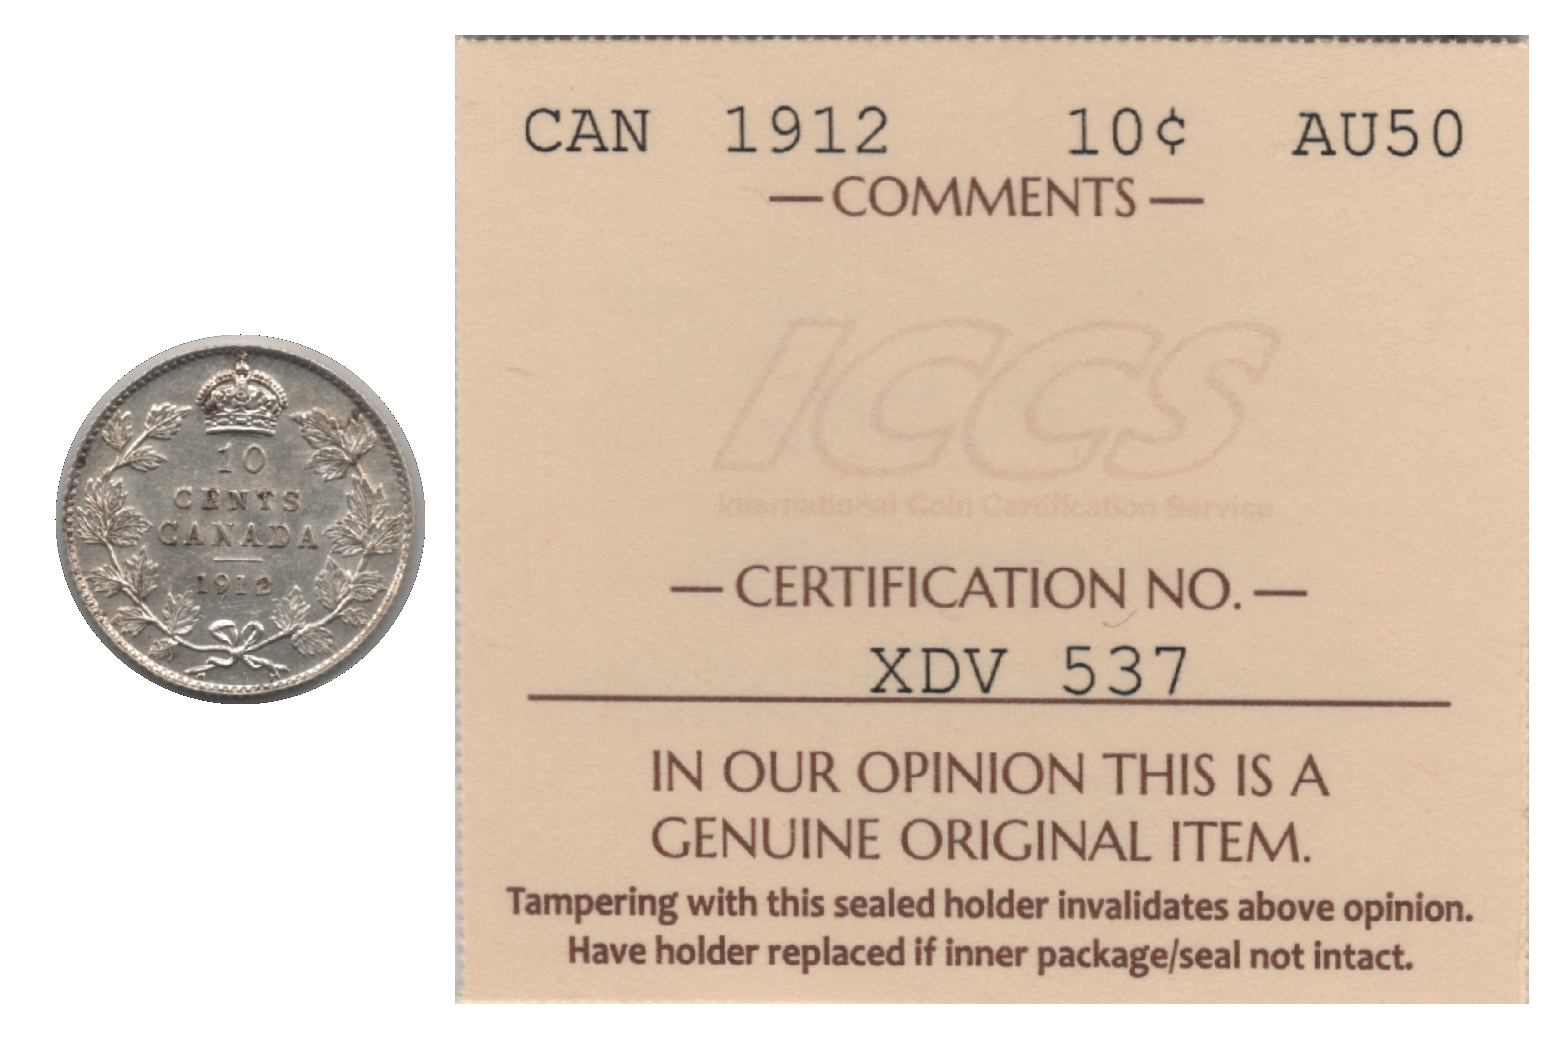 10
CENTS
CANADA
1912
CAN 1912 10¢ AU50
— COMMENTS —
ICCS
International Coin Certification Service
— CERTIFICATION NO. —
XDV 537
IN OUR OPINION THIS IS A
GENUINE ORIGINAL ITEM.
Tampering with this sealed holder invalidates above opinion.
Have holder replaced if inner package/seal not intact.